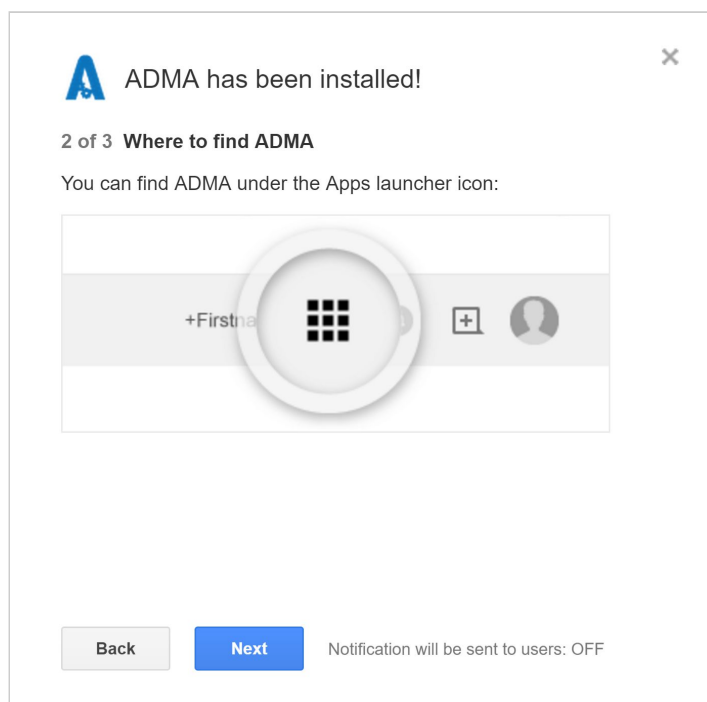 ADMA has been installed!
2 of 3 Where to find ADMA
You can find ADMA under the Apps launcher icon:
+Firstna
Back
Next
Notification will be sent to users: OFF